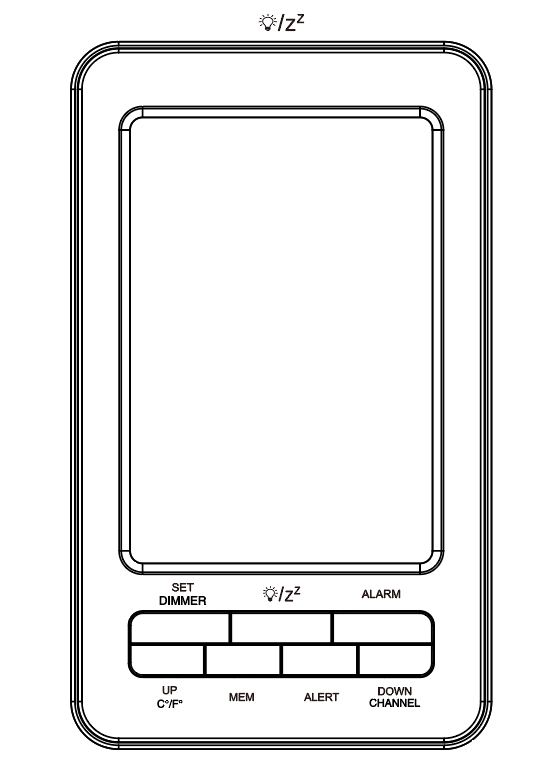 /zᶻ
SET
DIMMER
/zᶻ
ALARM
UP
C°/F°
MEM
ALERT
DOWN
CHANNEL